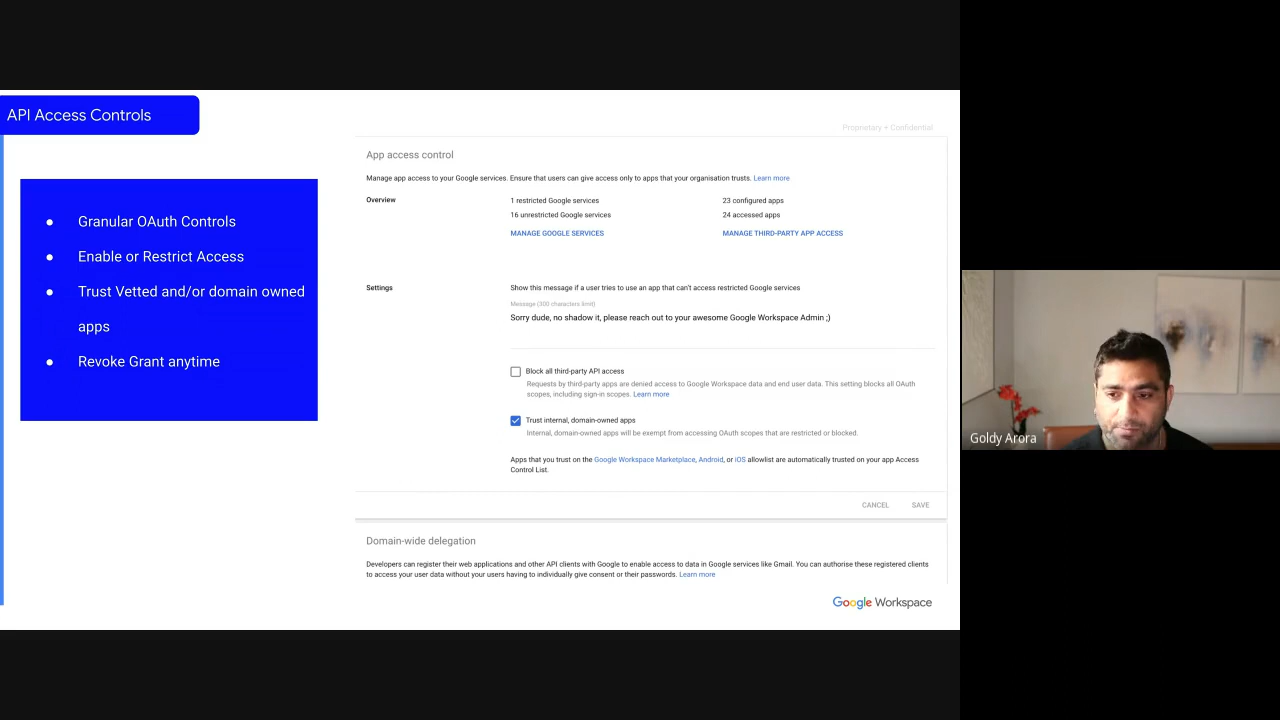 API Access Controls
Proprietary + Confidential
Granular OAuth Controls
Enable or Restrict Access
Trust Vetted and/or domain owned
apps
Revoke Grant anytime
App access control
Manage app access to your Google services. Ensure that users can give access only to apps that your organisation trusts. Learn more
Overview
1 restricted Google services
16 unrestricted Google services
MANAGE GOOGLE SERVICES
23 configured apps
24 accessed apps
MANAGE THIRD-PARTY APP ACCESS
Settings
Show this message if a user tries to use an app that can't access restricted Google services
Message (300 characters limit)
Sorry dude, no shadow it, please reach out to your awesome Google Workspace Admin ;)
Block all third-party API access
Requests by third-party apps are denied access to Google Workspace data and end user data. This setting blocks all OAuth
scopes, including sign-in scopes. Learn more
Trust internal, domain-owned apps
Internal, domain-owned apps will be exempt from accessing OAuth scopes that are restricted or blocked.
Apps that you trust on the Google Workspace Marketplace, Android, or iOS allowlist are automatically trusted on your app Access
Control List.
CANCEL SAVE
Domain-wide delegation
Developers can register their web applications and other API clients with Google to enable access to data in Google services like Gmail. You can authorise these registered clients
to access your user data without your users having to individually give consent or their passwords. Learn more
Google Workspace
Goldy Arora